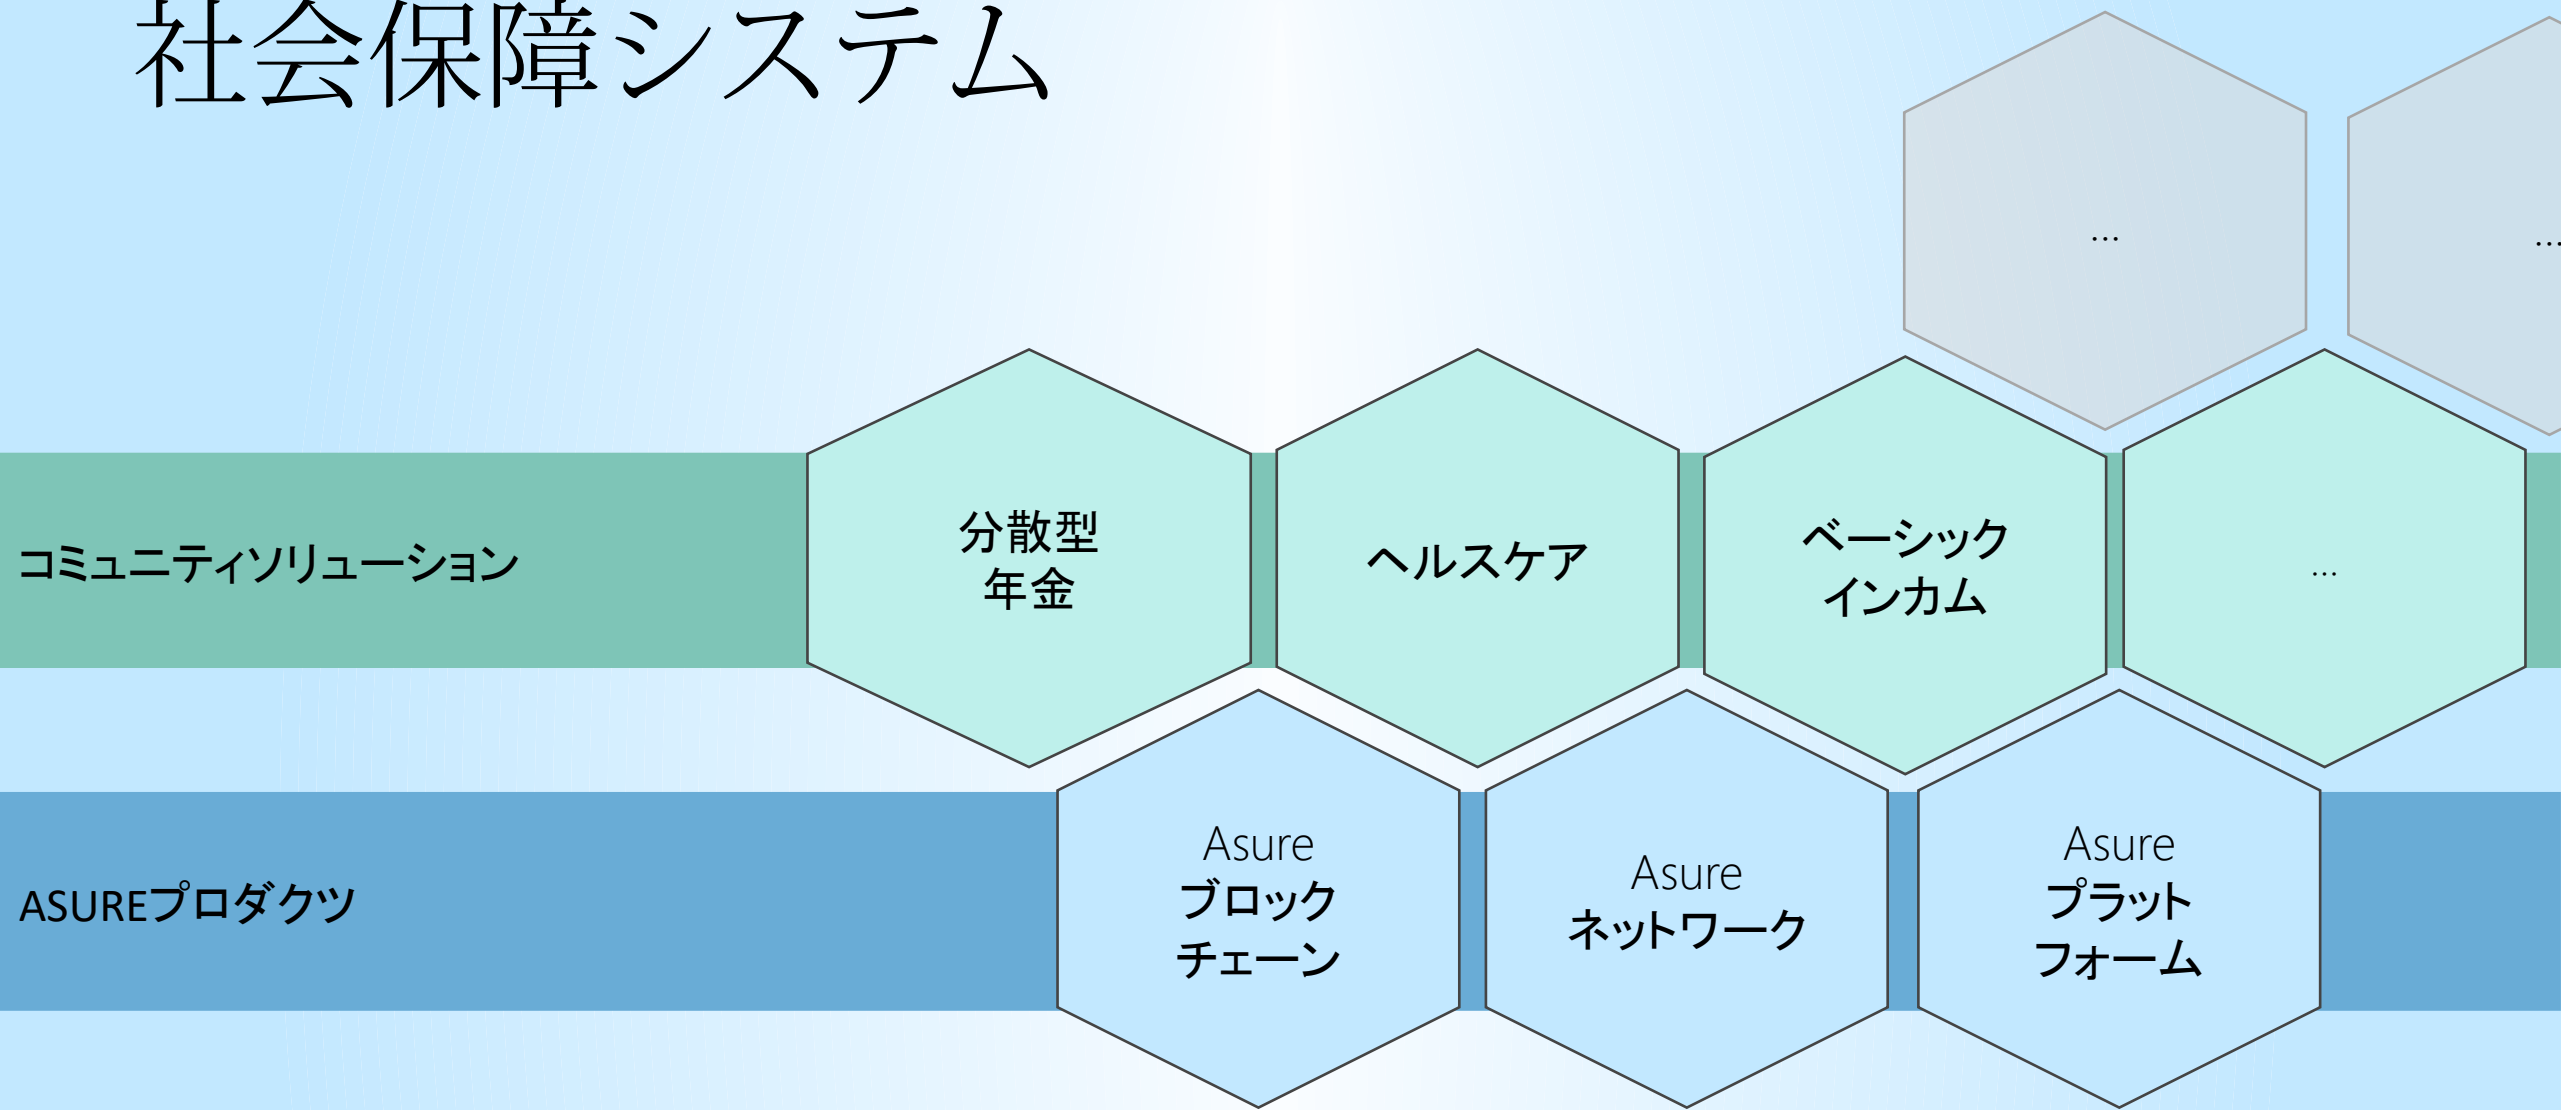 社会保障システム
…
…
コミュニティソリューション
分散型
年金
ヘルスケア
ベーシック
インカム
…
ASUREプロダクツ
Asure
ブロック
チェーン
Asure
ネットワーク
Asure
プラット
フォーム